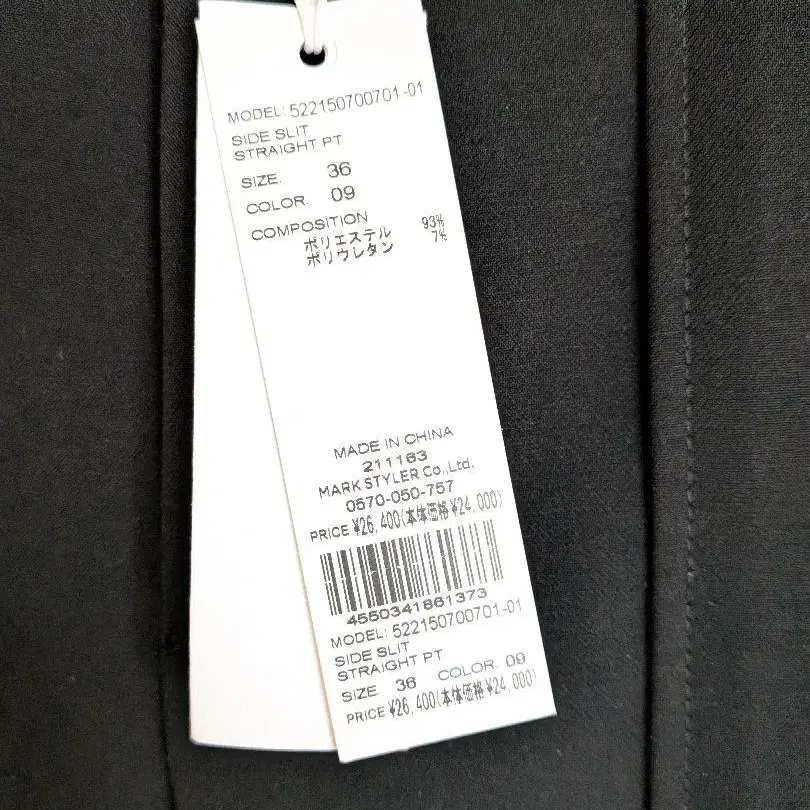 MODEL: 522150700701-01
SIDE SLIT
STRAIGHT PT
SIZE. 36
COLOR. 09
COMPOSITION
ポリエステル 93%
ポリウレタン 7%
MADE IN CHINA
211163
MARK STYLER Co.,Ltd.
0570-050-757
PRICE ¥26,400(本体価格¥24,000)
4550341861373
MODEL: 522150700701-01
SIDE SLIT
STRAIGHT PT
SIZE 36 COLOR. 09
PRICE ¥26,400(本体価格¥24,000)